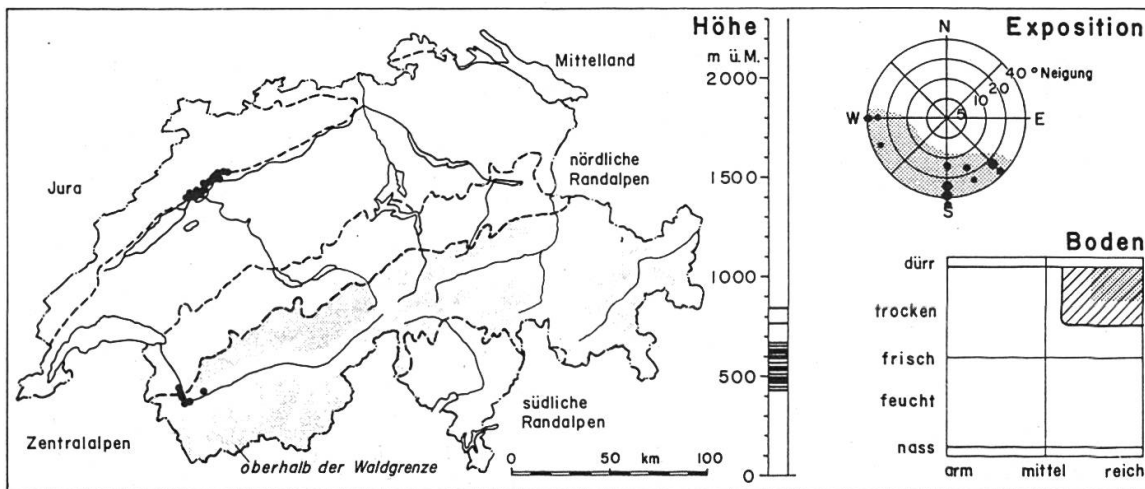 Höhe
m ü.M.
2000
1500
1000
500
0
Mittelland
Jura
nördliche
Randalpen
Zentralalpen
südliche
Randalpen
oberhalb der Waldgrenze
0 50 km 100
Exposition
N
W
E
S
40° Neigung
20
10
5
Boden
dürr
trocken
frisch
feucht
nass
arm mittel reich